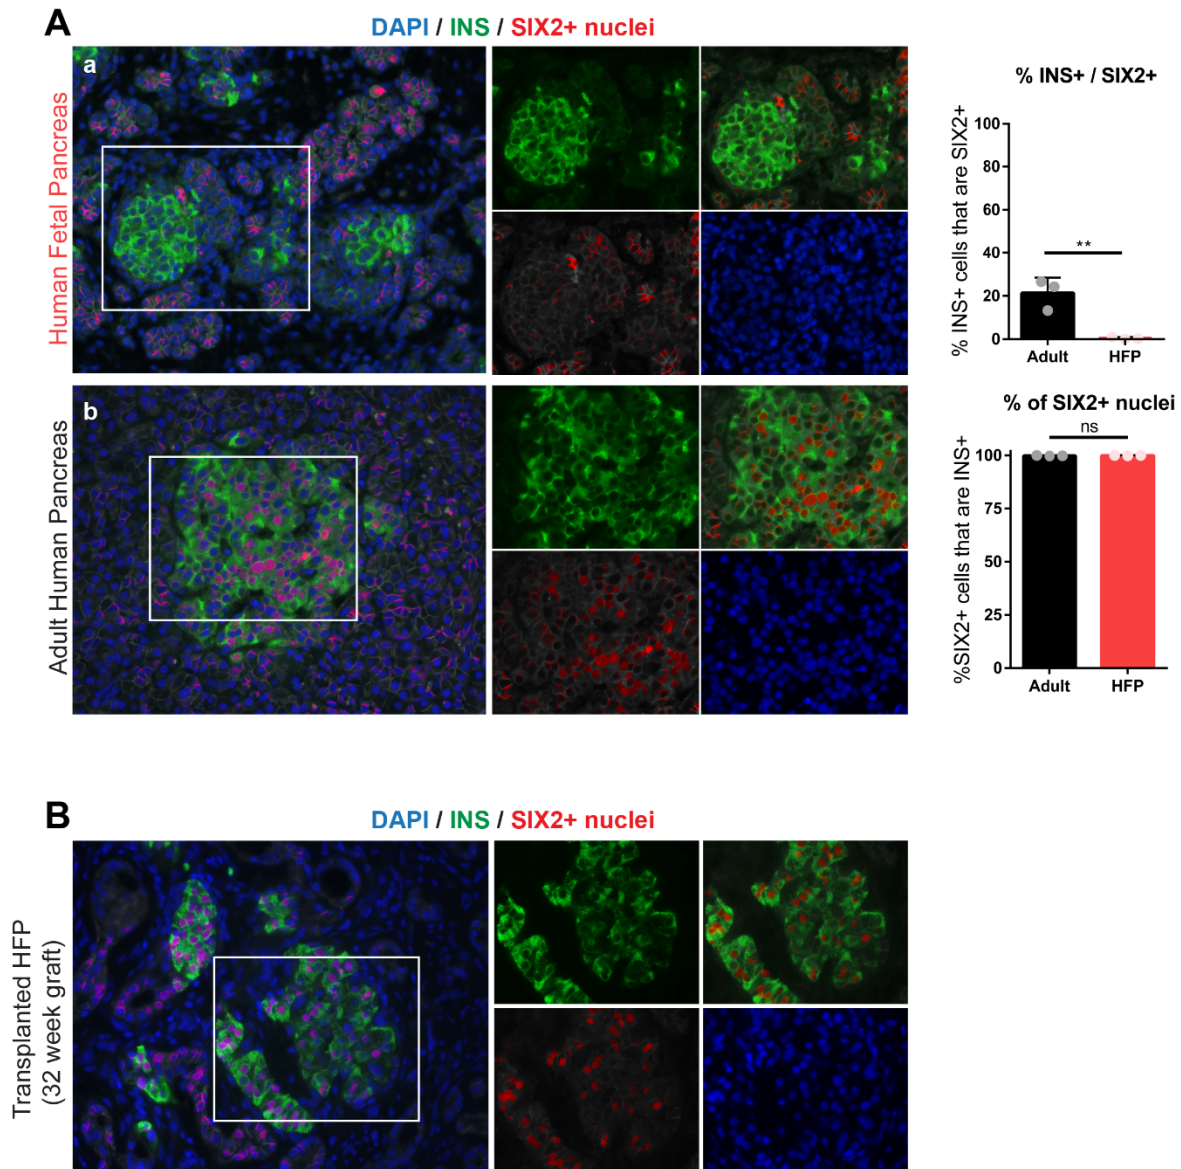 A
DAPI / INS / SIX2+ nuclei
Human Fetal Pancreas
a
Adult Human Pancreas
b
% INS+ / SIX2+
% INS+ cells that are SIX2+
100
80
60
40
20
0
**
Adult HFP
% of SIX2+ nuclei
ns
%SIX2+ cells that are INS+
100
75
50
25
0
Adult HFP
B
DAPI / INS / SIX2+ nuclei
Transplanted HFP
(32 week graft)